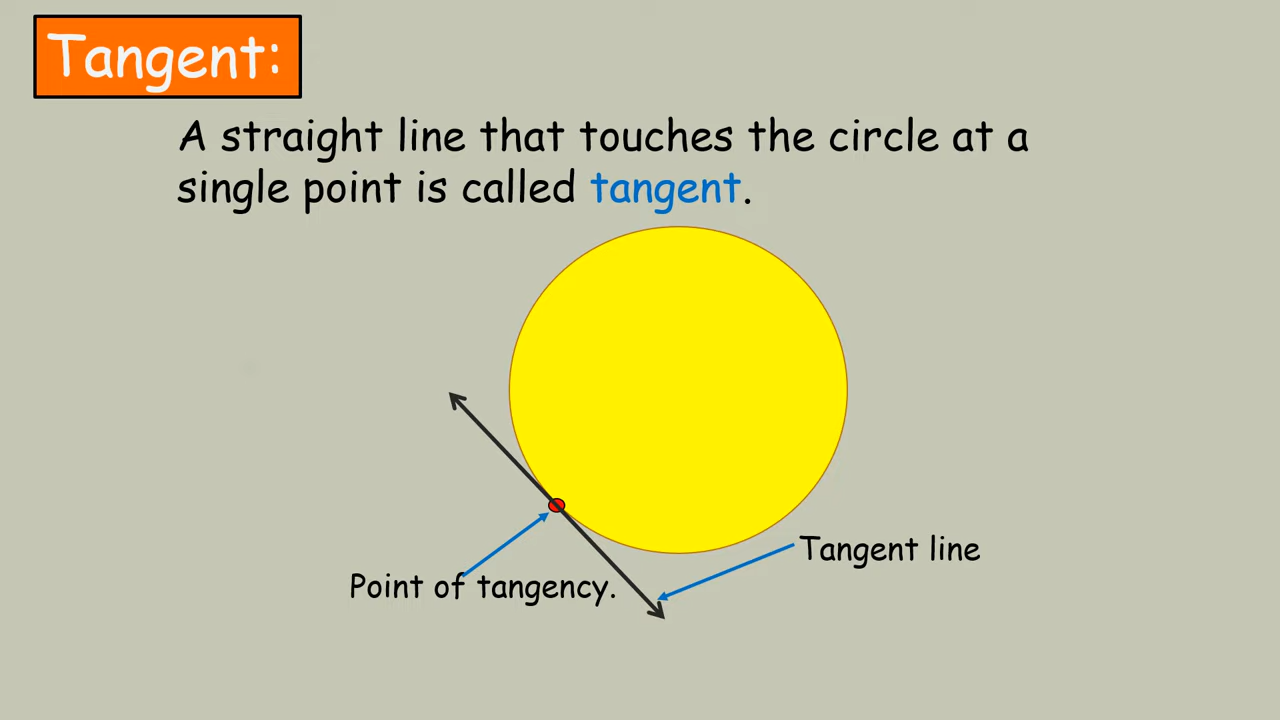 Tangent:
A straight line that touches the circle at a
single point is called tangent.
Tangent line
Point of tangency.